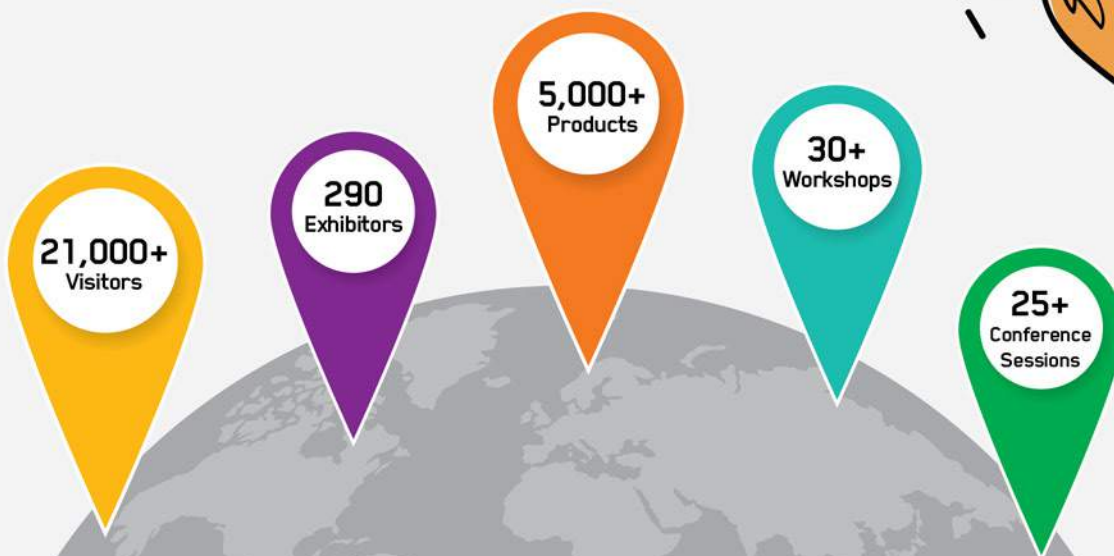 21,000+
Visitors
290
Exhibitors
5,000+
Products
30+
Workshops
25+
Conference
Sessions